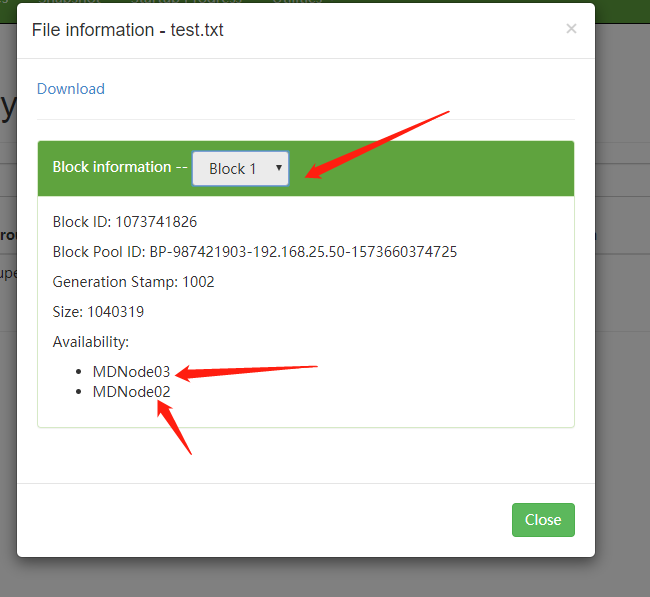 File information - test.txt
×
Download
Block information -- Block 1
Block ID: 1073741826
Block Pool ID: BP-987421903-192.168.25.50-1573660374725
Generation Stamp: 1002
Size: 1040319
Availability:
MDNode03
MDNode02
Close